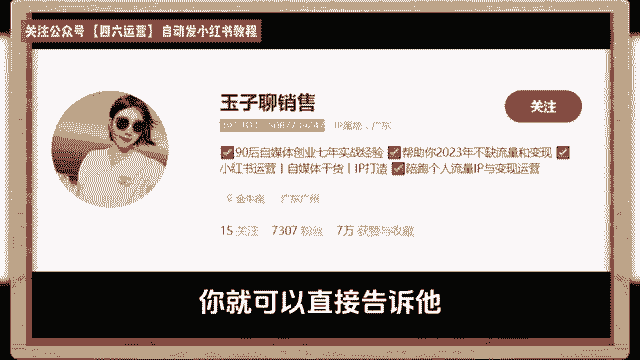 关注公众号【四六运营】自动发小红书教程
玉子聊销售
关注
IP属地：广东
90后自媒体创业七年实战经验 帮助你2023年不缺流量和变现
小红书运营丨自媒体干货丨IP打造 陪跑个人流量IP与变现运营
金牛座 广东广州
15 关注 7307 粉丝 7万 获赞与收藏
你就可以直接告诉他